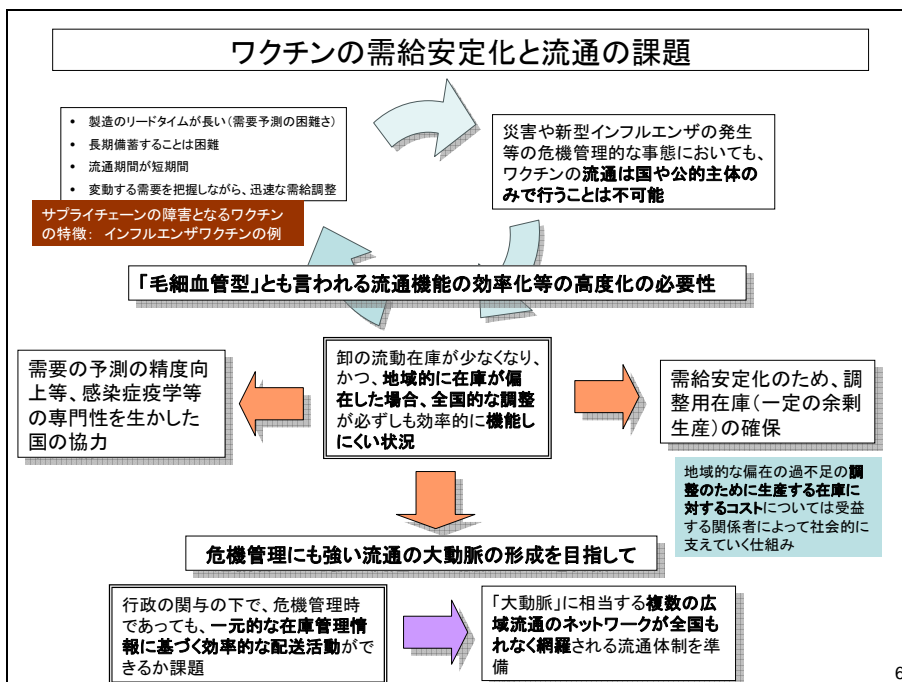 ワクチンの需給安定化と流通の課題
• 製造のリードタイムが長い(需要予測の困難さ)
• 長期備蓄することは困難
• 流通期間が短期間
• 変動する需要を把握しながら、迅速な需給調整
サプライチェーンの障害となるワクチン
の特徴: インフルエンザワクチンの例
災害や新型インフルエンザの発生
等の危機管理的な事態においても、
ワクチンの流通は国や公的主体の
みで行うことは不可能
「毛細血管型」とも言われる流通機能の効率化等の高度化の必要性
需要の予測の精度向
上等、感染症疫学等
の専門性を生かした
国の協力
卸の流動在庫が少なくなり、
かつ、地域的に在庫が偏
在した場合、全国的な調整
が必ずしも効率的に機能し
にくい状況
需給安定化のため、調
整用在庫(一定の余剰
生産)の確保
地域的な偏在の過不足の調
整のために生産する在庫に
対するコストについては受益
する関係者によって社会的に
支えていく仕組み
危機管理にも強い流通の大動脈の形成を目指して
行政の関与の下で、危機管理時
であっても、一元的な在庫管理情
報に基づく効率的な配送活動がで
きるか課題
「大動脈」に相当する複数の広
域流通のネットワークが全国も
れなく網羅される流通体制を準
備
6